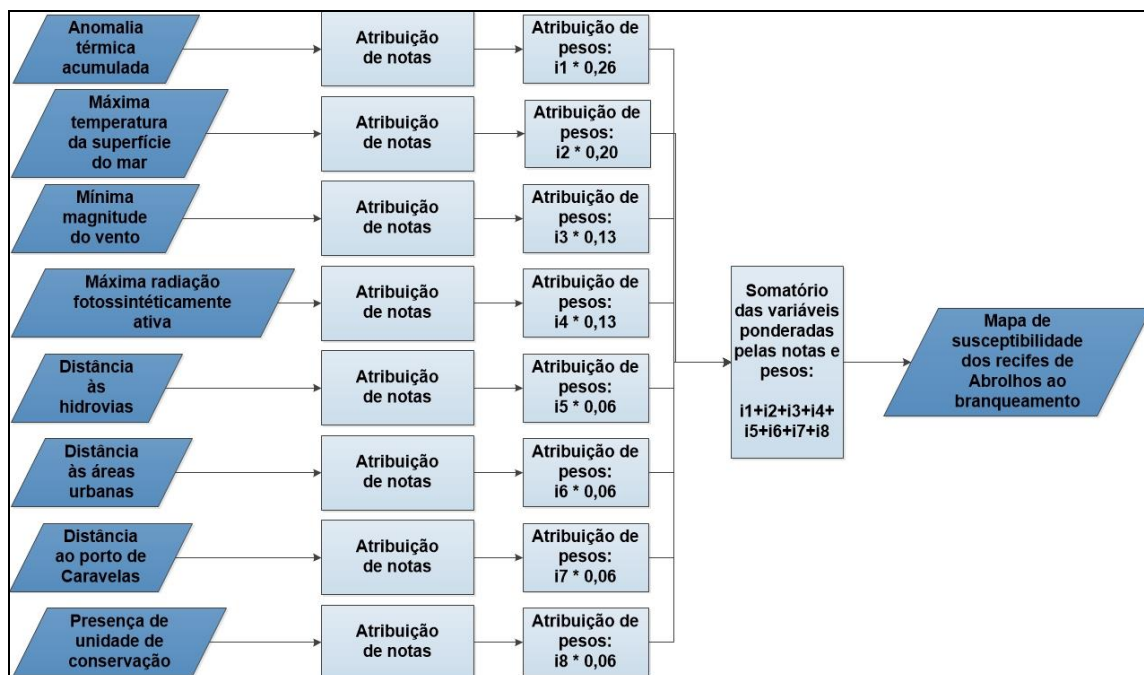 Anomalia
térmica
acumulada
Atribuição
de notas
Atribuição de
pesos:
i1 * 0,26
Máxima
temperatura
da superfície
do mar
Atribuição
de notas
Atribuição de
pesos:
i2 * 0,20
Mínima
magnitude
do vento
Atribuição
de notas
Atribuição de
pesos:
i3 * 0,13
Máxima radiação
fotossintéticamente
ativa
Atribuição
de notas
Atribuição de
pesos:
i4 * 0,13
Distância
às
hidrovias
Atribuição
de notas
Atribuição de
pesos:
i5 * 0,06
Distância
às áreas
urbanas
Atribuição
de notas
Atribuição de
pesos:
i6 * 0,06
Distância
ao porto de
Caravelas
Atribuição
de notas
Atribuição de
pesos:
i7 * 0,06
Presença de
unidade de
conservação
Atribuição
de notas
Atribuição de
pesos:
i8 * 0,06
Somatório
das variáveis
ponderadas
pelas notas e
pesos:
i1+i2+i3+i4+
i5+i6+i7+i8
Mapa de
susceptibilidade
dos recifes de
Abrolhos ao
branqueamento